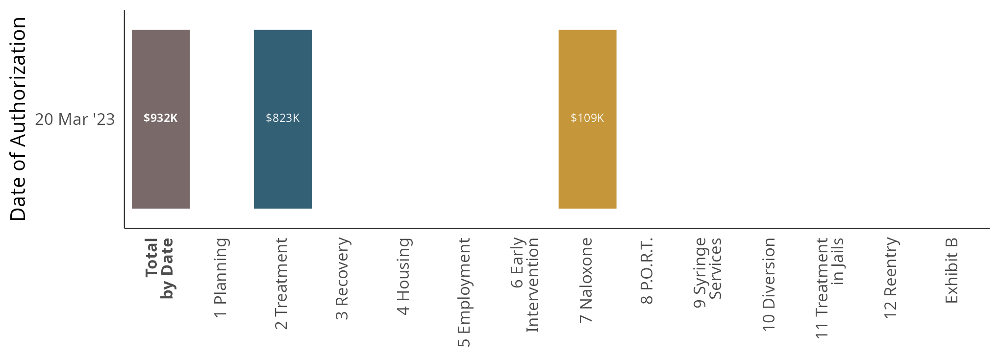 Date of Authorization
20 Mar '23
$932K
$823K
$109K
Total
by Date
1 Planning
2 Treatment
3 Recovery
4 Housing
5 Employment
6 Early
Intervention
7 Naloxone
8 P.O.R.T.
9 Syringe
Services
10 Diversion
11 Treatment
in Jails
12 Reentry
Exhibit B